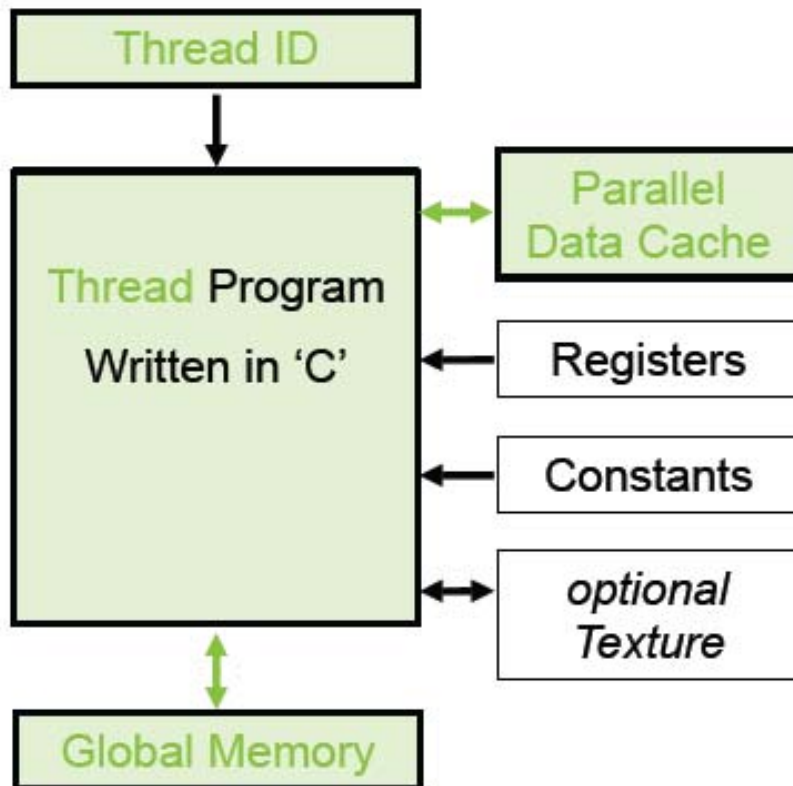 Thread ID
Parallel
Data Cache
Thread Program
Written in ‘C’
Registers
Constants
optional
Texture
Global Memory